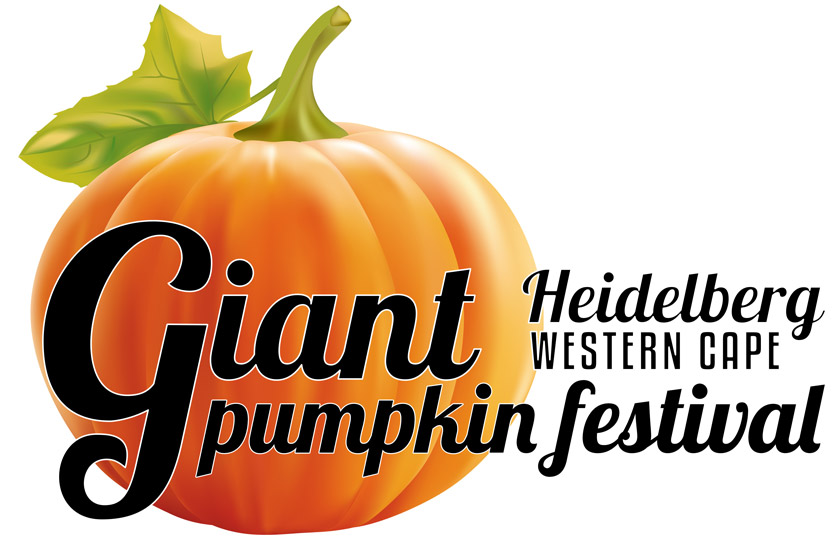 Giant
Heidelberg
WESTERN CAPE
pumpkin festival